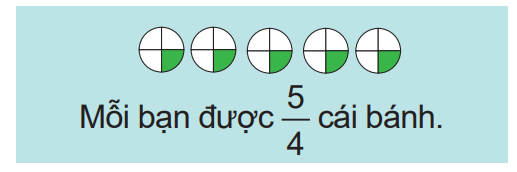 Mỗi bạn được 5/4 cái bánh.